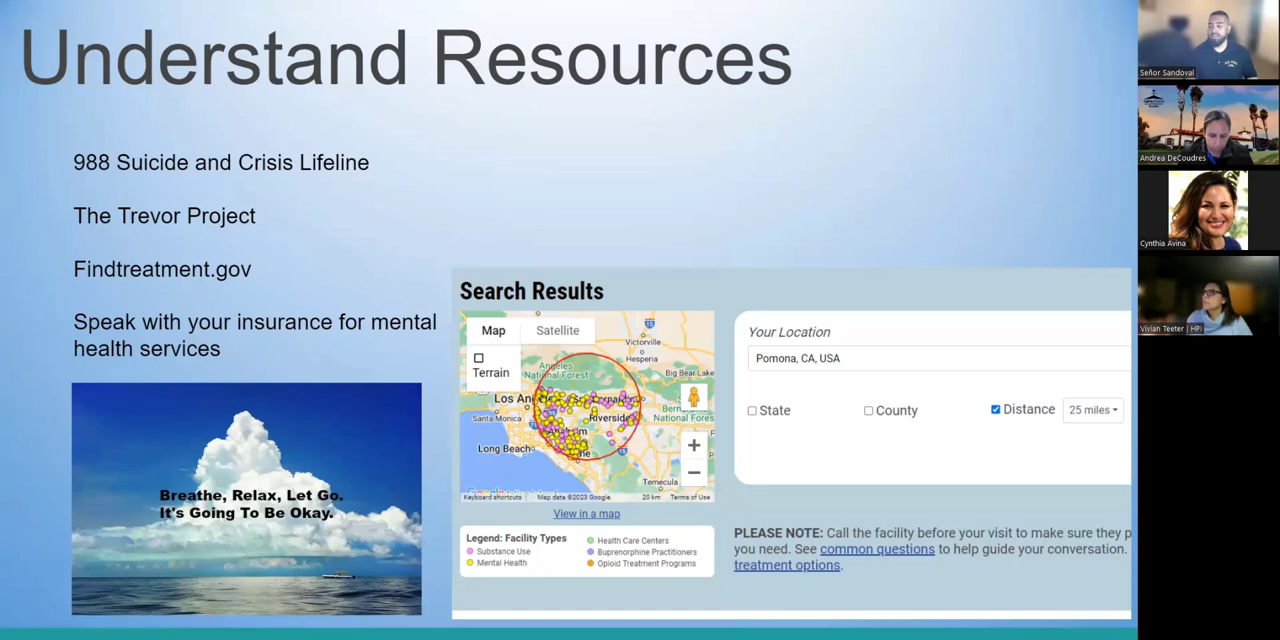 Understand Resources
988 Suicide and Crisis Lifeline
The Trevor Project
Findtreatment.gov
Speak with your insurance for mental
health services
Breathe, Relax, Let Go.
It's Going To Be Okay.
Search Results
Map
Satellite
Terrain
Victorville
Hesperia
Angeles
National Forest
Big Bear Lake
Los
Santa Monica
Riverside
National Forest
Long Beach
Temecula
Keyboard shortcuts
Map data ©2023 Google
20 km
Terms of Use
View in a map
Legend: Facility Types
Substance Use
Mental Health
Health Care Centers
Buprenorphine Practitioners
Opioid Treatment Programs
Your Location
Pomona, CA, USA
State
County
Distance
25 miles
PLEASE NOTE: Call the facility before your visit to make sure they p
you need. See common questions to help guide your conversation.
treatment options.
Señor Sandoval
Andrea DeCoudres
Cynthia Avina
Vivian Teeter | HPI